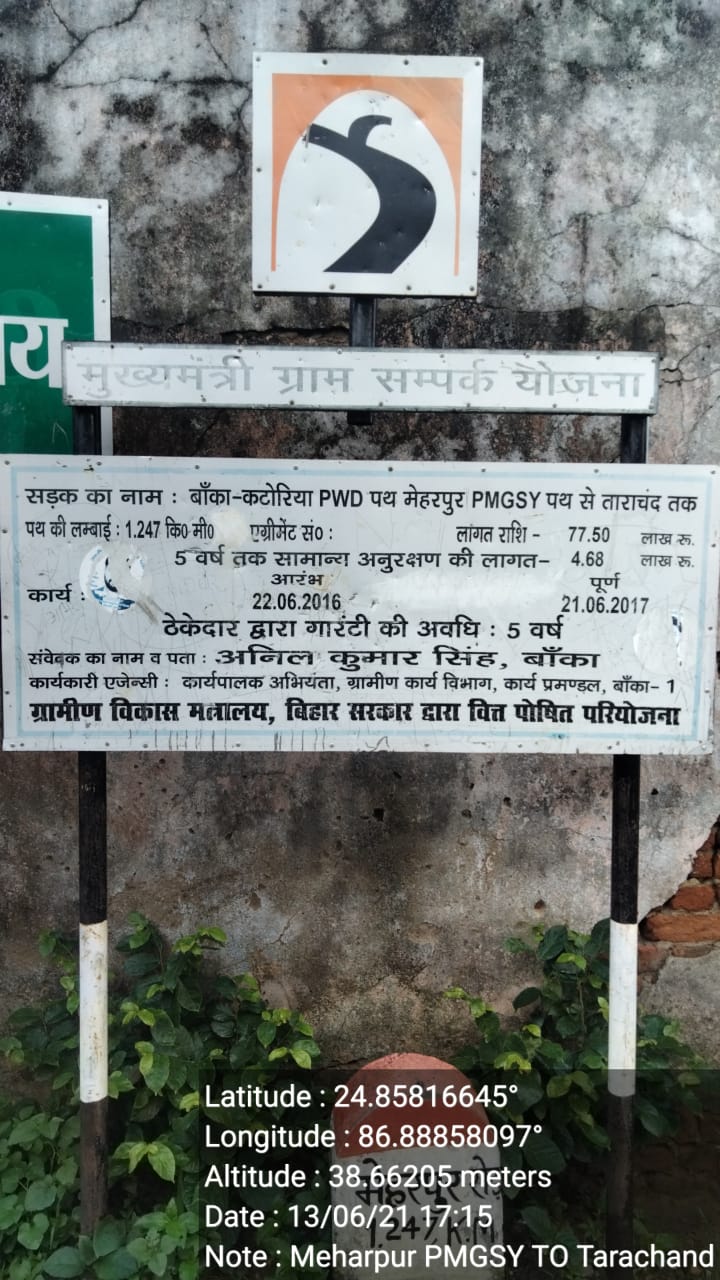 मुख्यमंत्री ग्राम सम्पर्क योजना
सड़क का नाम : बाँका-कटोरिया PWD पथ मेहरपुर PMGSY पथ से ताराचंद तक
पथ की लम्बाई : 1.247 कि० मी० एग्रीमेंट सं० : लागत राशि - 77.50 लाख रू.
5 वर्ष तक सामान्य अनुरक्षण की लागत- 4.68 लाख रू.
कार्य : आरंभ पूर्ण
22.06.2016 21.06.2017
ठेकेदार द्वारा गारंटी की अवधि : 5 वर्ष
संवेदक का नाम व पता : अनिल कुमार सिंह, बाँका
कार्यकारी एजेन्सी : कार्यपालक अभियंता, ग्रामीण कार्य विभाग, कार्य प्रमण्डल, बाँका- 1
ग्रामीण विकास मंत्रालय, बिहार सरकार द्वारा वित्त पोषित परियोजना
मेहरपुर रोड़
1.247 K.M
Latitude : 24.85816645°
Longitude : 86.88858097°
Altitude : 38.66205 meters
Date : 13/06/21 17:15
Note : Meharpur PMGSY TO Tarachand